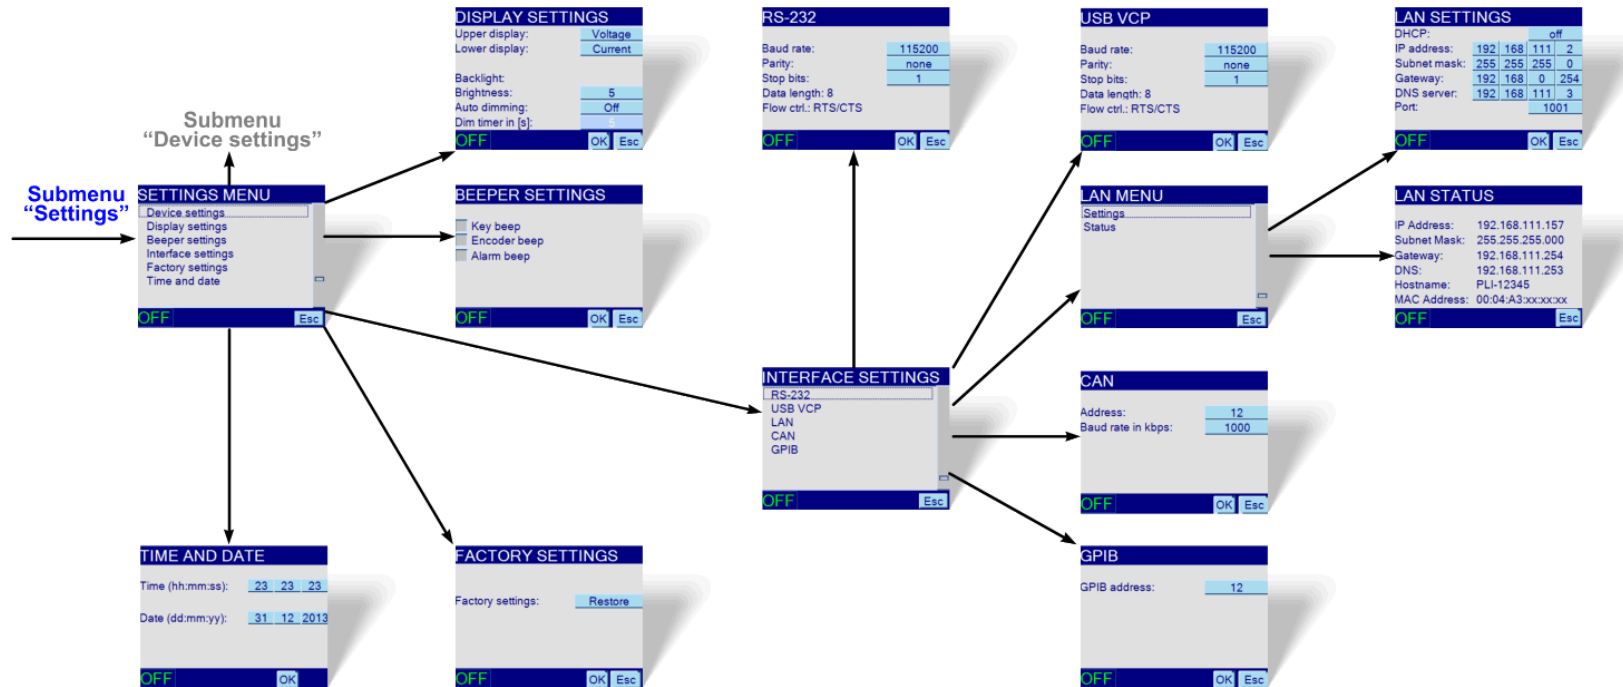 Submenu
“Settings”
Submenu
“Device settings”
SETTINGS MENU
Device settings
Display settings
Beeper settings
Interface settings
Factory settings
Time and date
OFF Esc
DISPLAY SETTINGS
Upper display: Voltage
Lower display: Current
Backlight:
Brightness: 5
Auto dimming: Off
Dim timer in [s]: 5
OFF OK Esc
BEEPER SETTINGS
Key beep
Encoder beep
Alarm beep
OFF OK Esc
TIME AND DATE
Time (hh:mm:ss): 23 23 23
Date (dd:mm:yy): 31 12 2013
OFF OK
FACTORY SETTINGS
Factory settings: Restore
OFF OK Esc
INTERFACE SETTINGS
RS-232
USB VCP
LAN
CAN
GPIB
OFF Esc
RS-232
Baud rate: 115200
Parity: none
Stop bits: 1
Data length: 8
Flow ctrl.: RTS/CTS
OFF OK Esc
USB VCP
Baud rate: 115200
Parity: none
Stop bits: 1
Data length: 8
Flow ctrl.: RTS/CTS
OFF OK Esc
LAN MENU
Settings
Status
OFF Esc
LAN SETTINGS
DHCP: off
IP address: 192 168 111 2
Subnet mask: 255 255 255 0
Gateway: 192 168 0 254
DNS server: 192 168 111 3
Port: 1001
OFF OK Esc
LAN STATUS
IP Address: 192.168.111.157
Subnet Mask: 255.255.255.000
Gateway: 192.168.111.254
DNS: 192.168.111.253
Hostname: PLI-12345
MAC Address: 00:04:A3:xx:xx:xx
OFF Esc
CAN
Address: 12
Baud rate in kbps: 1000
OFF OK Esc
GPIB
GPIB address: 12
OFF OK Esc